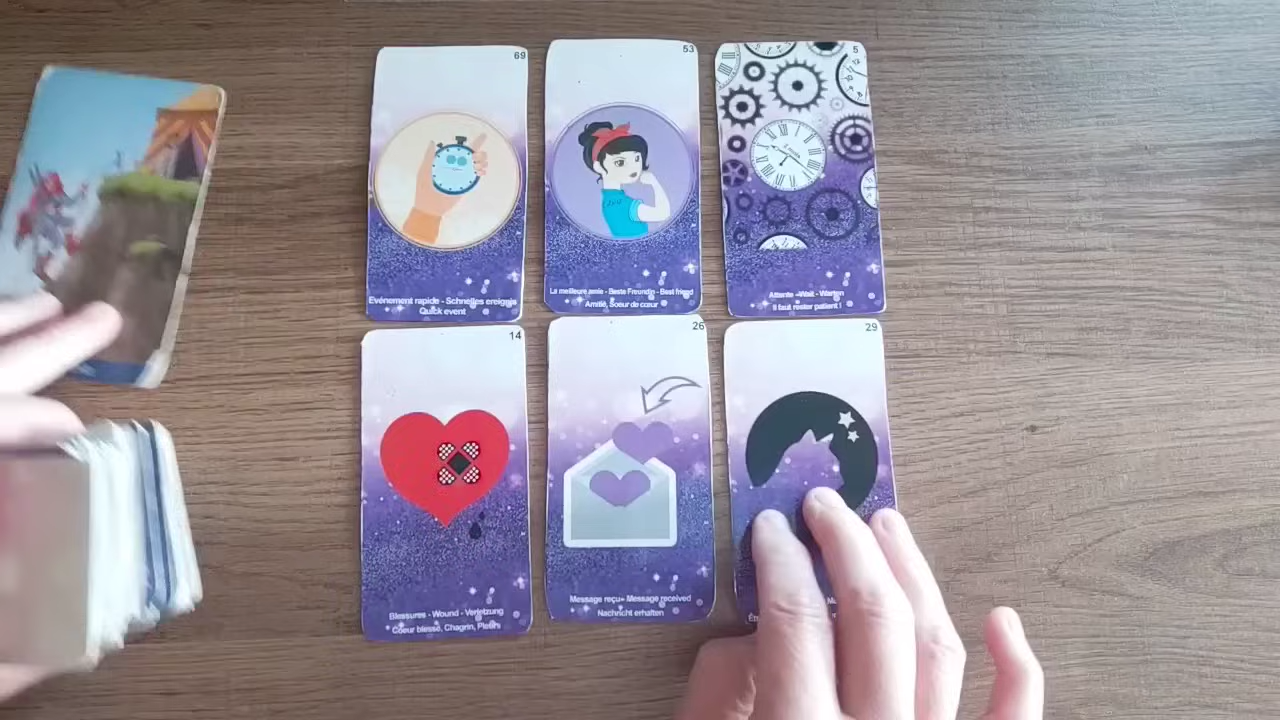 69
Evénement rapide - Schnelles ereignis
Quick event
53
La meilleure amie - Beste Freundin - Best friend
Amitié, Soeur de cœur
5
Attente - Wait - Warten
Il faut rester patient !
14
Blessures - Wound - Verletzung
Coeur blessé, Chagrin, Pleurs
26
Message reçu - Message received
Nachricht erhalten
29